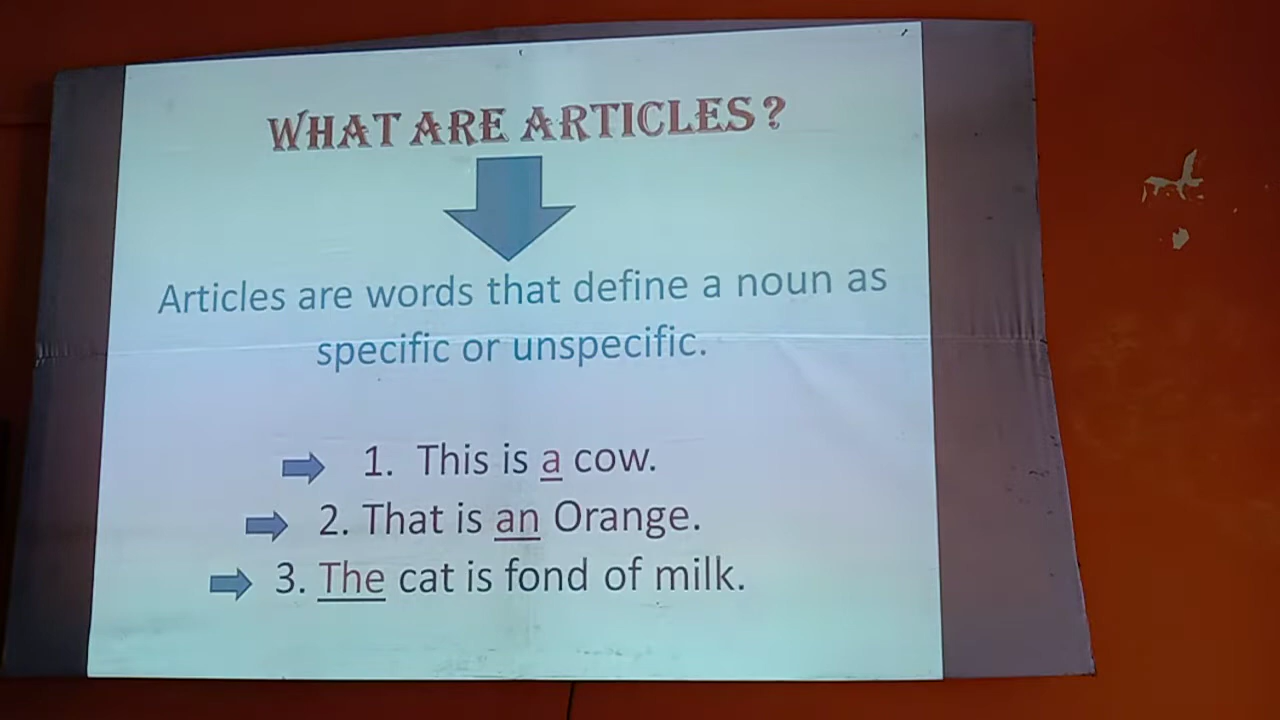 WHAT ARE ARTICLES?
Articles are words that define a noun as
specific or unspecific.
1. This is a cow.
2. That is an Orange.
3. The cat is fond of milk.